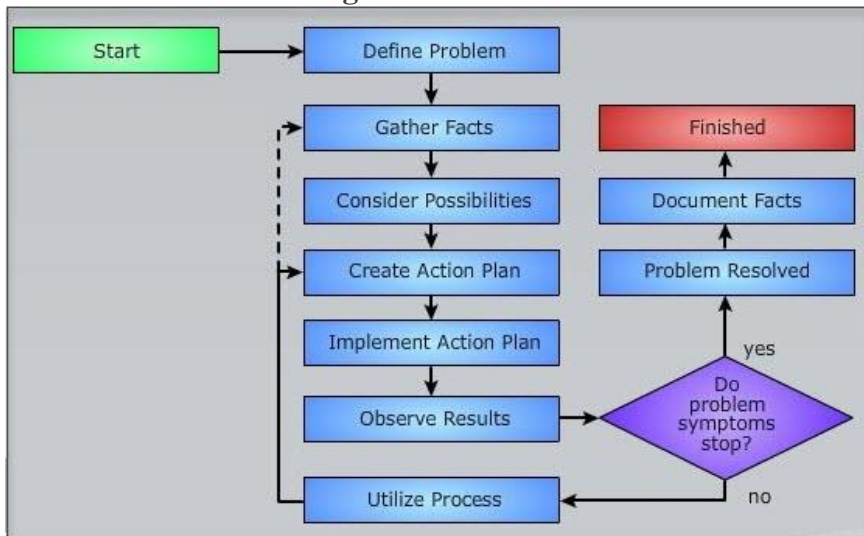 Start
Define Problem
Gather Facts
Finished
Consider Possibilities
Document Facts
Create Action Plan
Problem Resolved
Implement Action Plan
yes
Do
problem
symptoms
stop?
Observe Results
Utilize Process
no